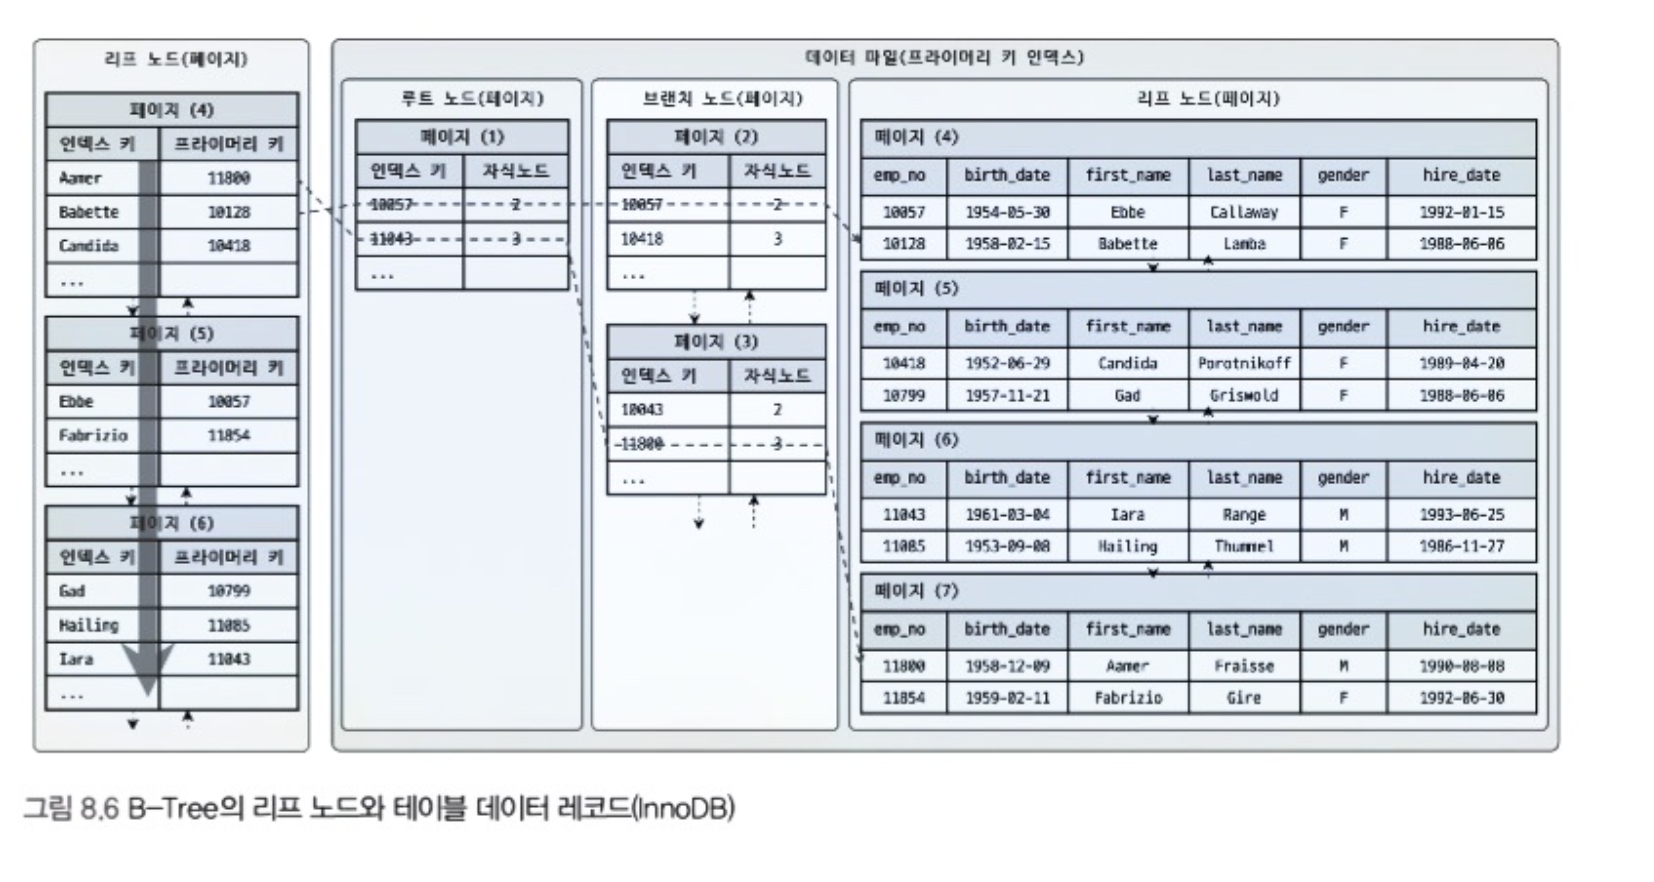 리프 노드(페이지)
페이지 (4)
인덱스 키 프라이머리 키
Aamer 11800
Babette 10128
Candida 10418
...
페이지 (5)
인덱스 키 프라이머리 키
Ebbe 10057
Fabrizio 11854
...
페이지 (6)
인덱스 키 프라이머리 키
Gad 10799
Hailing 11085
Iara 11043
...
데이터 파일(프라이머리 키 인덱스)
루트 노드(페이지)
페이지 (1)
인덱스 키 자식노드
10057 2
11043 3
...
브랜치 노드(페이지)
페이지 (2)
인덱스 키 자식노드
10057 2
10418 3
...
페이지 (3)
인덱스 키 자식노드
10043 2
11800 3
...
리프 노드(페이지)
페이지 (4)
emp_no birth_date first_name last_name gender hire_date
10057 1954-05-30 Ebbe Callaway F 1992-01-15
10128 1958-02-15 Babette Lamba F 1988-06-06
페이지 (5)
emp_no birth_date first_name last_name gender hire_date
10418 1952-06-29 Candida Porotnikoff F 1989-04-20
10799 1957-11-21 Gad Griswold F 1988-06-06
페이지 (6)
emp_no birth_date first_name last_name gender hire_date
11043 1961-03-04 Iara Range M 1993-06-25
11085 1953-09-08 Hailing Thummel M 1986-11-27
페이지 (7)
emp_no birth_date first_name last_name gender hire_date
11800 1958-12-09 Aamer Fraisse M 1990-08-08
11854 1959-02-11 Fabrizio Gire F 1992-06-30
그림 8.6 B-Tree의 리프 노드와 테이블 데이터 레코드(InnoDB)